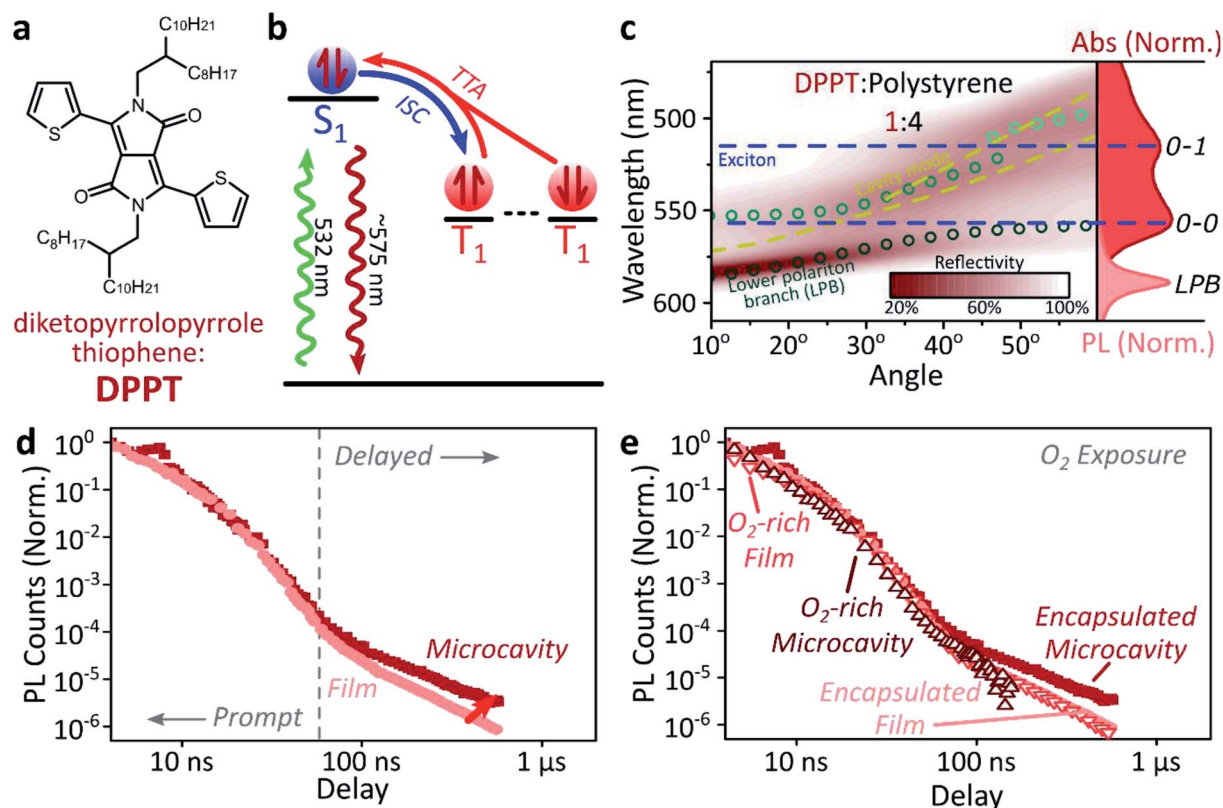 a
C₁₀H₂₁
C₈H₁₇
S
N
O
O
N
S
C₈H₁₇
C₁₀H₂₁
diketopyrrolopyrrole
thiophene:
DPPT
b
S₁
ISC
TTA
T₁
T₁
532 nm
~575 nm
c
Abs (Norm.)
DPPT:Polystyrene
1:4
Exciton
Cavity mode
Lower polariton
branch (LPB)
Reflectivity
20% 60% 100%
0-1
0-0
LPB
PL (Norm.)
Wavelength (nm)
500
550
600
10° 20° 30° 40° 50°
Angle
d
PL Counts (Norm.)
10⁰
10⁻¹
10⁻²
10⁻³
10⁻⁴
10⁻⁵
10⁻⁶
Delayed
Microcavity
Film
Prompt
10 ns 100 ns 1 µs
Delay
e
PL Counts (Norm.)
10⁰
10⁻¹
10⁻²
10⁻³
10⁻⁴
10⁻⁵
10⁻⁶
O₂ Exposure
O₂-rich
Film
O₂-rich
Microcavity
Encapsulated
Microcavity
Encapsulated
Film
10 ns 100 ns 1 µs
Delay